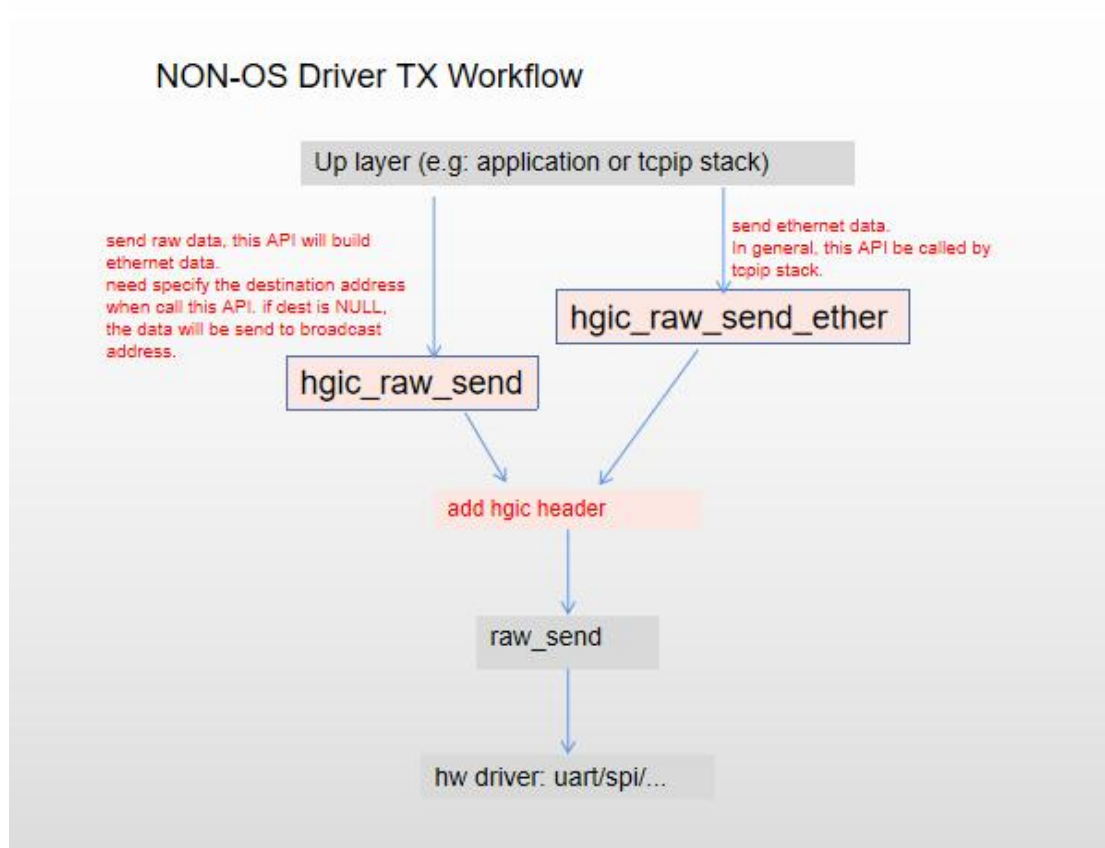 NON-OS Driver TX Workflow
Up layer (e.g: application or tcpip stack)
send raw data, this API will build
ethernet data.
need specify the destination address
when call this API. if dest is NULL,
the data will be send to broadcast
address.
send ethernet data.
In general, this API be called by
tcpip stack.
hgic_raw_send_ether
hgic_raw_send
add hgic header
raw_send
hw driver: uart/spi/...